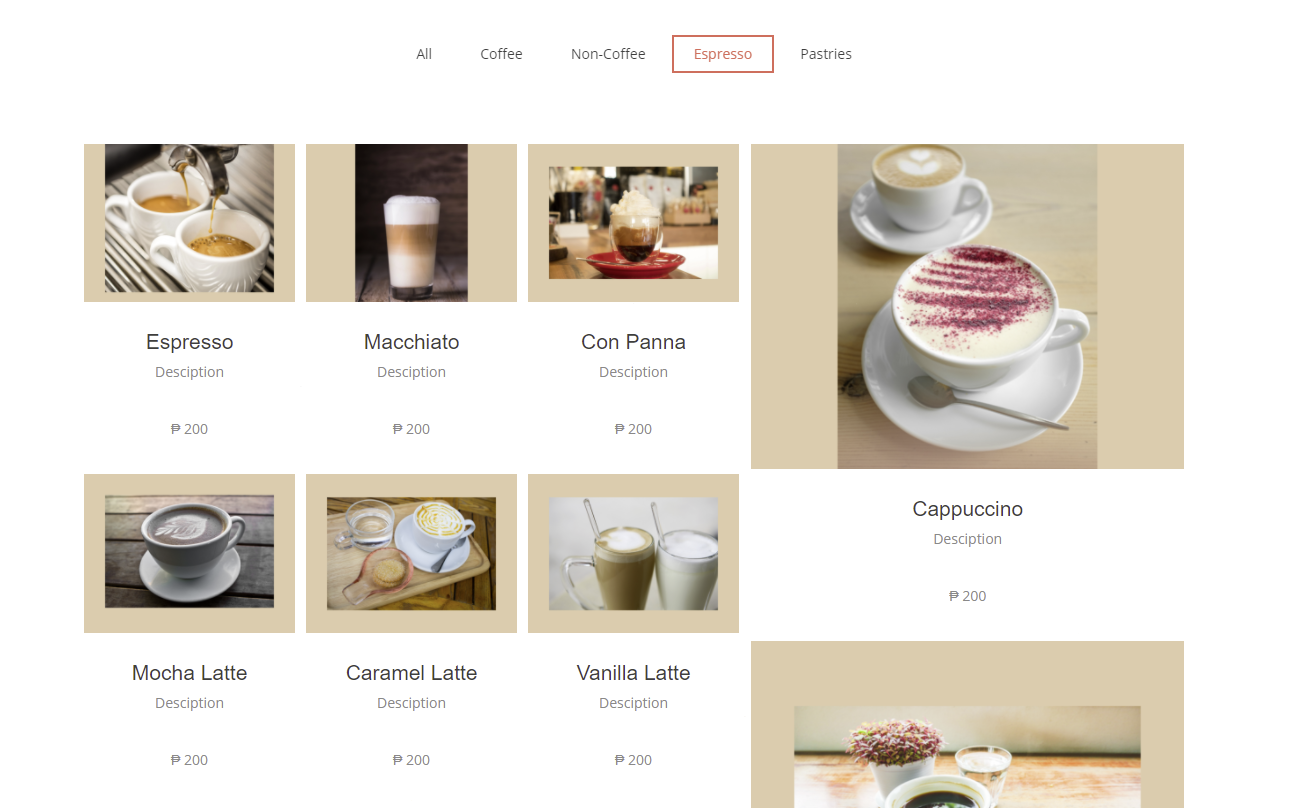 All
Coffee
Non-Coffee
Espresso
Pastries
Espresso
Desciption
₱ 200
Macchiato
Desciption
₱ 200
Con Panna
Desciption
₱ 200
Cappuccino
Desciption
₱ 200
Mocha Latte
Desciption
₱ 200
Caramel Latte
Desciption
₱ 200
Vanilla Latte
Desciption
₱ 200